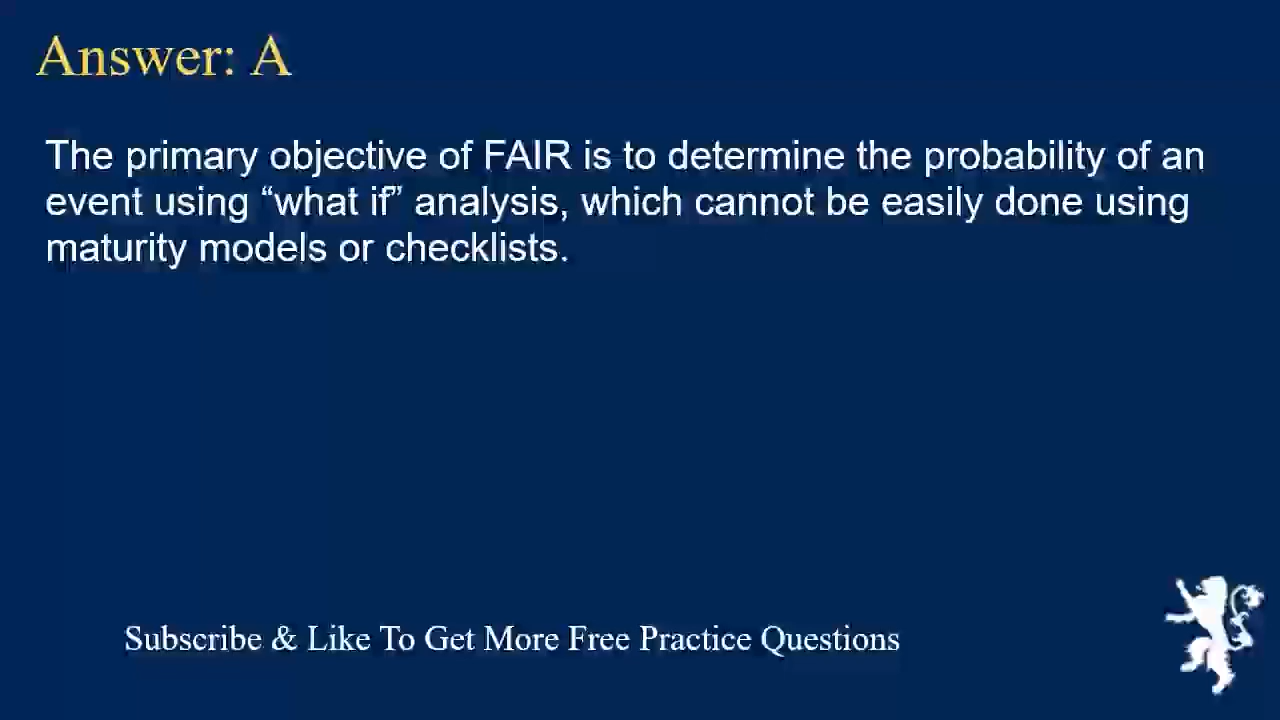 Answer: A
The primary objective of FAIR is to determine the probability of an
event using “what if” analysis, which cannot be easily done using
maturity models or checklists.
Subscribe & Like To Get More Free Practice Questions